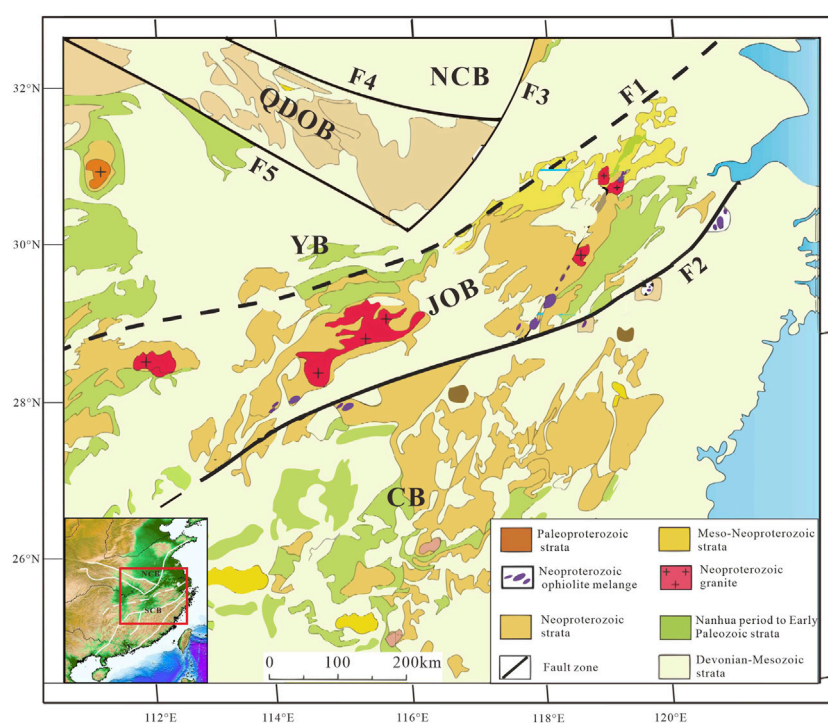 32°N
30°N
28°N
26°N
F4
NCB
F3
F1
QDOB
F5
YB
JOB
F2
CB
NCB
SCB
0
100
200km
Paleoproterozoic
strata
Meso-Neoproterozoic
strata
Neoproterozoic
ophiolite melange
Neoproterozoic
granite
Neoproterozoic
strata
Nanhua period to Early
Paleozoic strata
Fault zone
Devonian-Mesozoic
strata
112°E
114°E
116°E
118°E
120°E